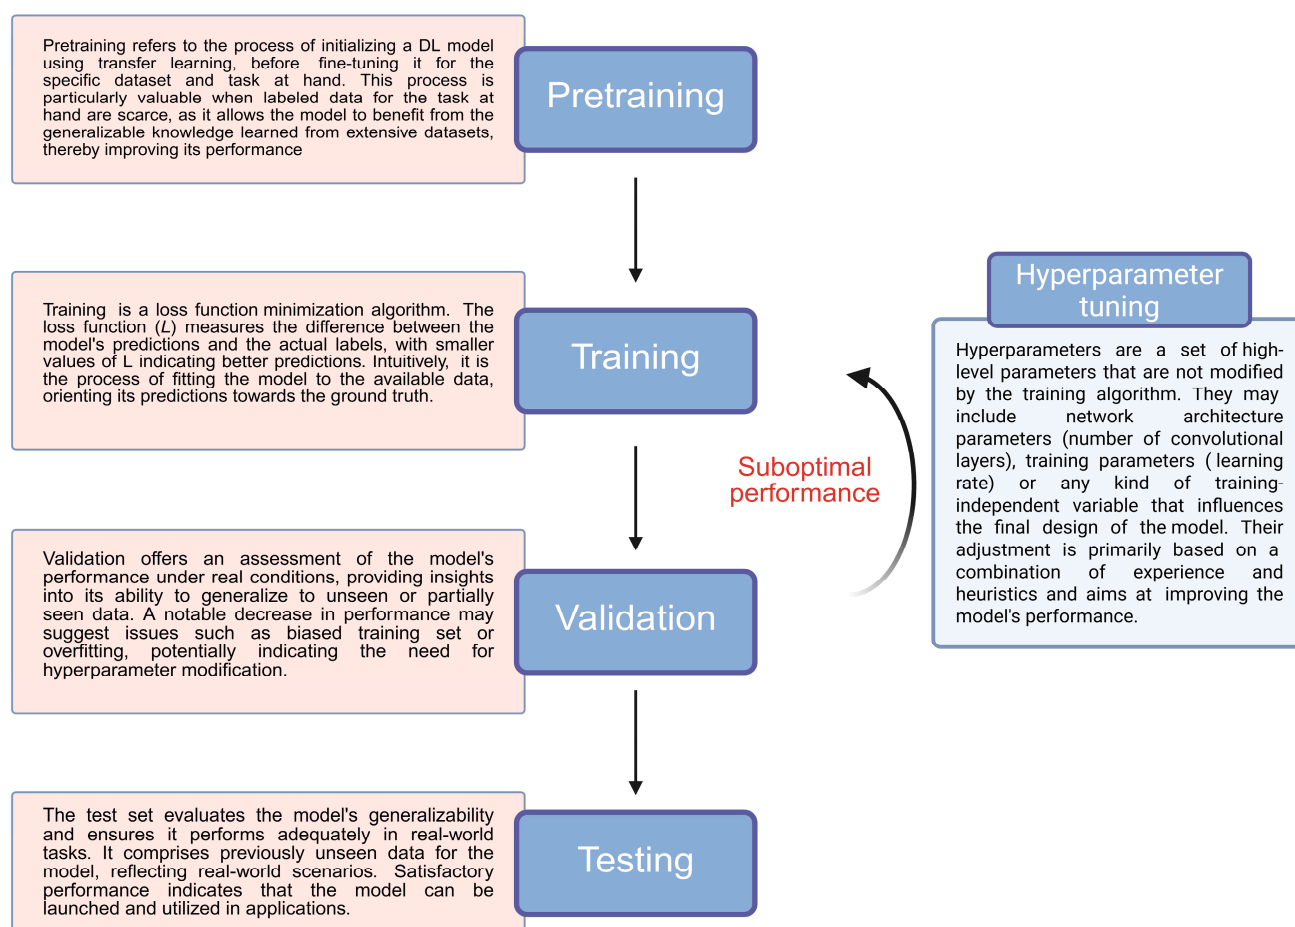 Pretraining refers to the process of initializing a DL model
using transfer learning, before fine-tuning it for the
specific dataset and task at hand. This process is
particularly valuable when labeled data for the task at
hand are scarce, as it allows the model to benefit from the
generalizable knowledge learned from extensive datasets,
thereby improving its performance
Pretraining
Training is a loss function minimization algorithm. The
loss function (L) measures the difference between the
model's predictions and the actual labels, with smaller
values of L indicating better predictions. Intuitively, it is
the process of fitting the model to the available data,
orienting its predictions towards the ground truth.
Training
Hyperparameter
tuning
Hyperparameters are a set of high-
level parameters that are not modified
by the training algorithm. They may
include network architecture
parameters (number of convolutional
layers), training parameters ( learning
rate) or any kind of training-
independent variable that influences
the final design of the model. Their
adjustment is primarily based on a
combination of experience and
heuristics and aims at improving the
model's performance.
Suboptimal
performance
Validation offers an assessment of the model's
performance under real conditions, providing insights
into its ability to generalize to unseen or partially
seen data. A notable decrease in performance may
suggest issues such as biased training set or
overfitting, potentially indicating the need for
hyperparameter modification.
Validation
The test set evaluates the model's generalizability
and ensures it performs adequately in real-world
tasks. It comprises previously unseen data for the
model, reflecting real-world scenarios. Satisfactory
performance indicates that the model can be
launched and utilized in applications.
Testing